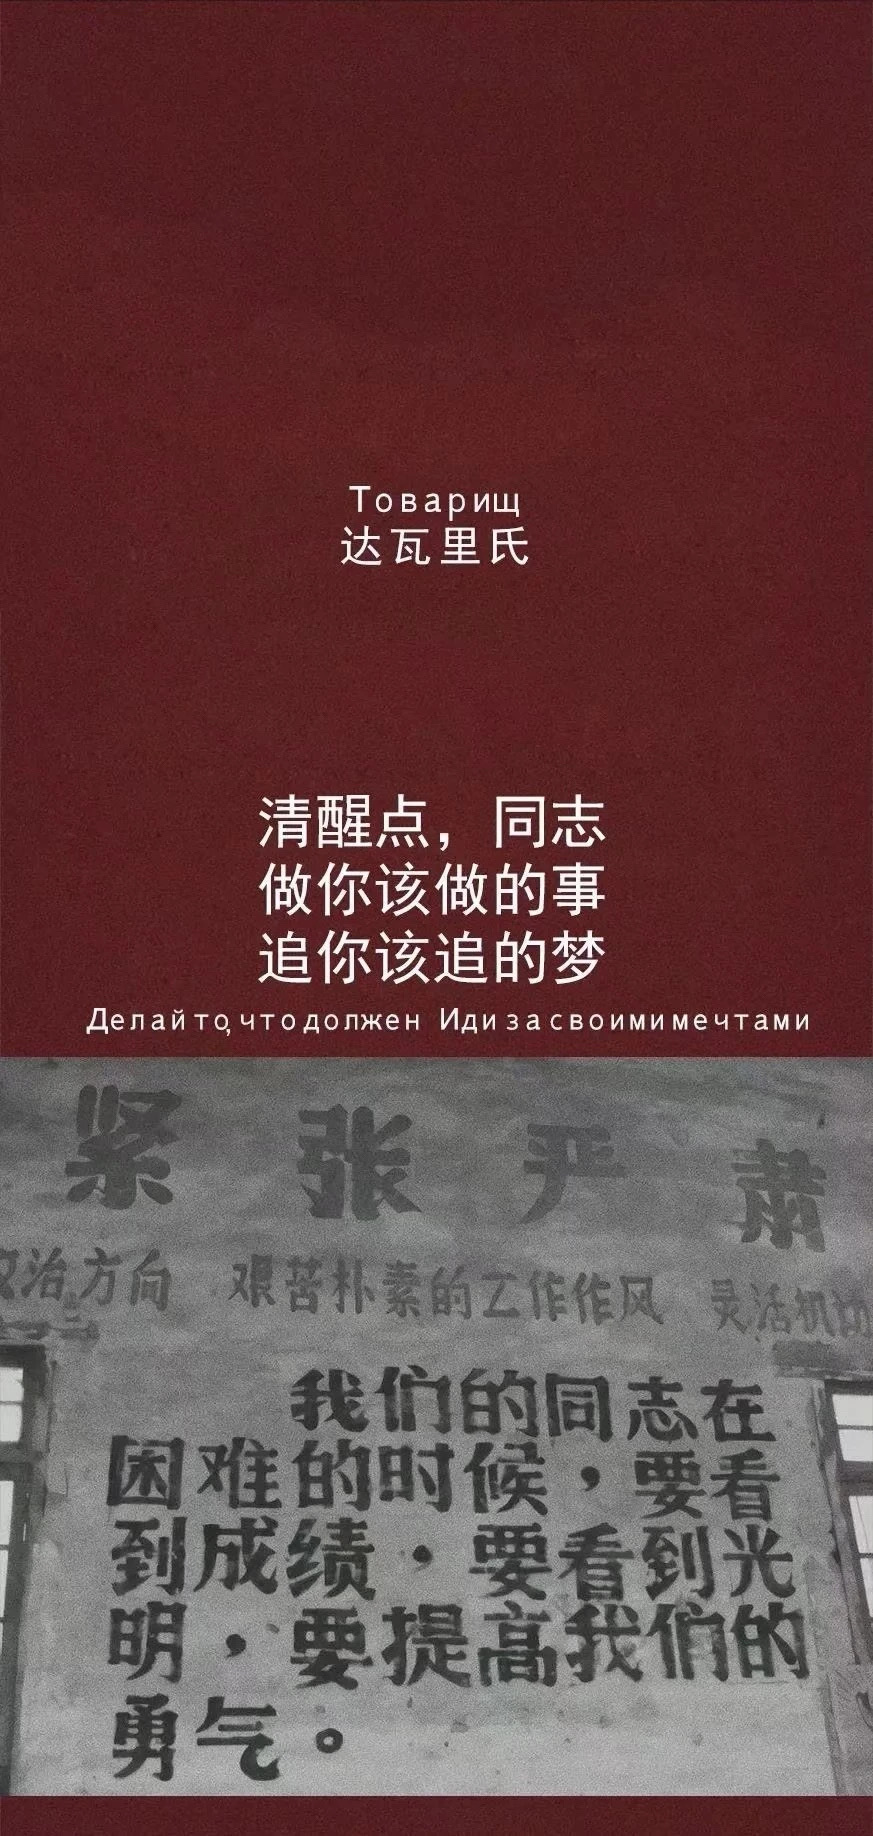 Товарищ
达瓦里氏
清醒点，同志
做你该做的事
追你该追的梦
Делай то, что должен Иди за своими мечтами
紧张严肃
治方向 艰苦朴素的工作作风 灵活机
我们的同志在
困难的时候，要看
到成绩，要看到光
明，要提高我们的
勇气。